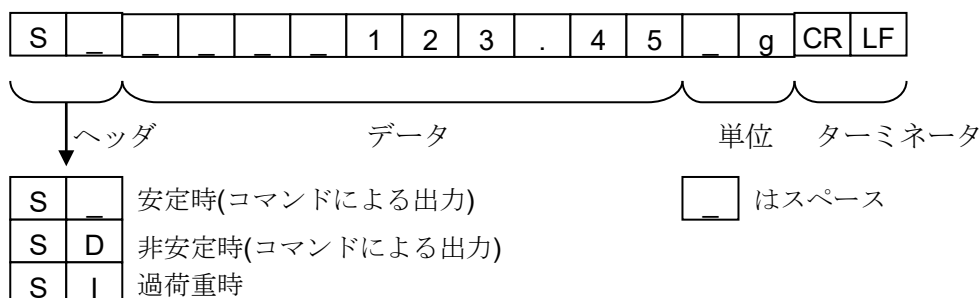 S _ _ _ _ _ 1 2 3 . 4 5 _ g CR LF
ヘッダ データ 単位 ターミネータ
S _ 安定時(コマンドによる出力) _ はスペース
S D 非安定時(コマンドによる出力)
S I 過荷重時